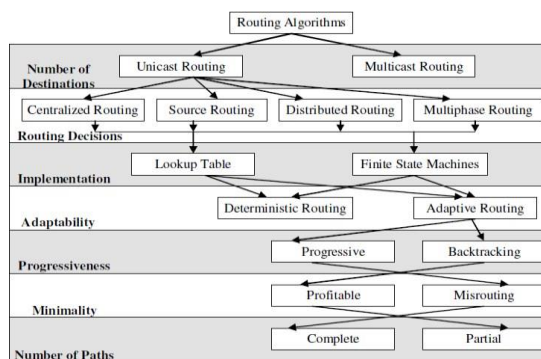 Routing Algorithms
Unicast Routing
Multicast Routing
Number of
Destinations
Centralized Routing
Source Routing
Distributed Routing
Multiphase Routing
Routing Decisions
Lookup Table
Finite State Machines
Implementation
Deterministic Routing
Adaptive Routing
Adaptability
Progressive
Backtracking
Progressiveness
Profitable
Misrouting
Minimality
Complete
Partial
Number of Paths